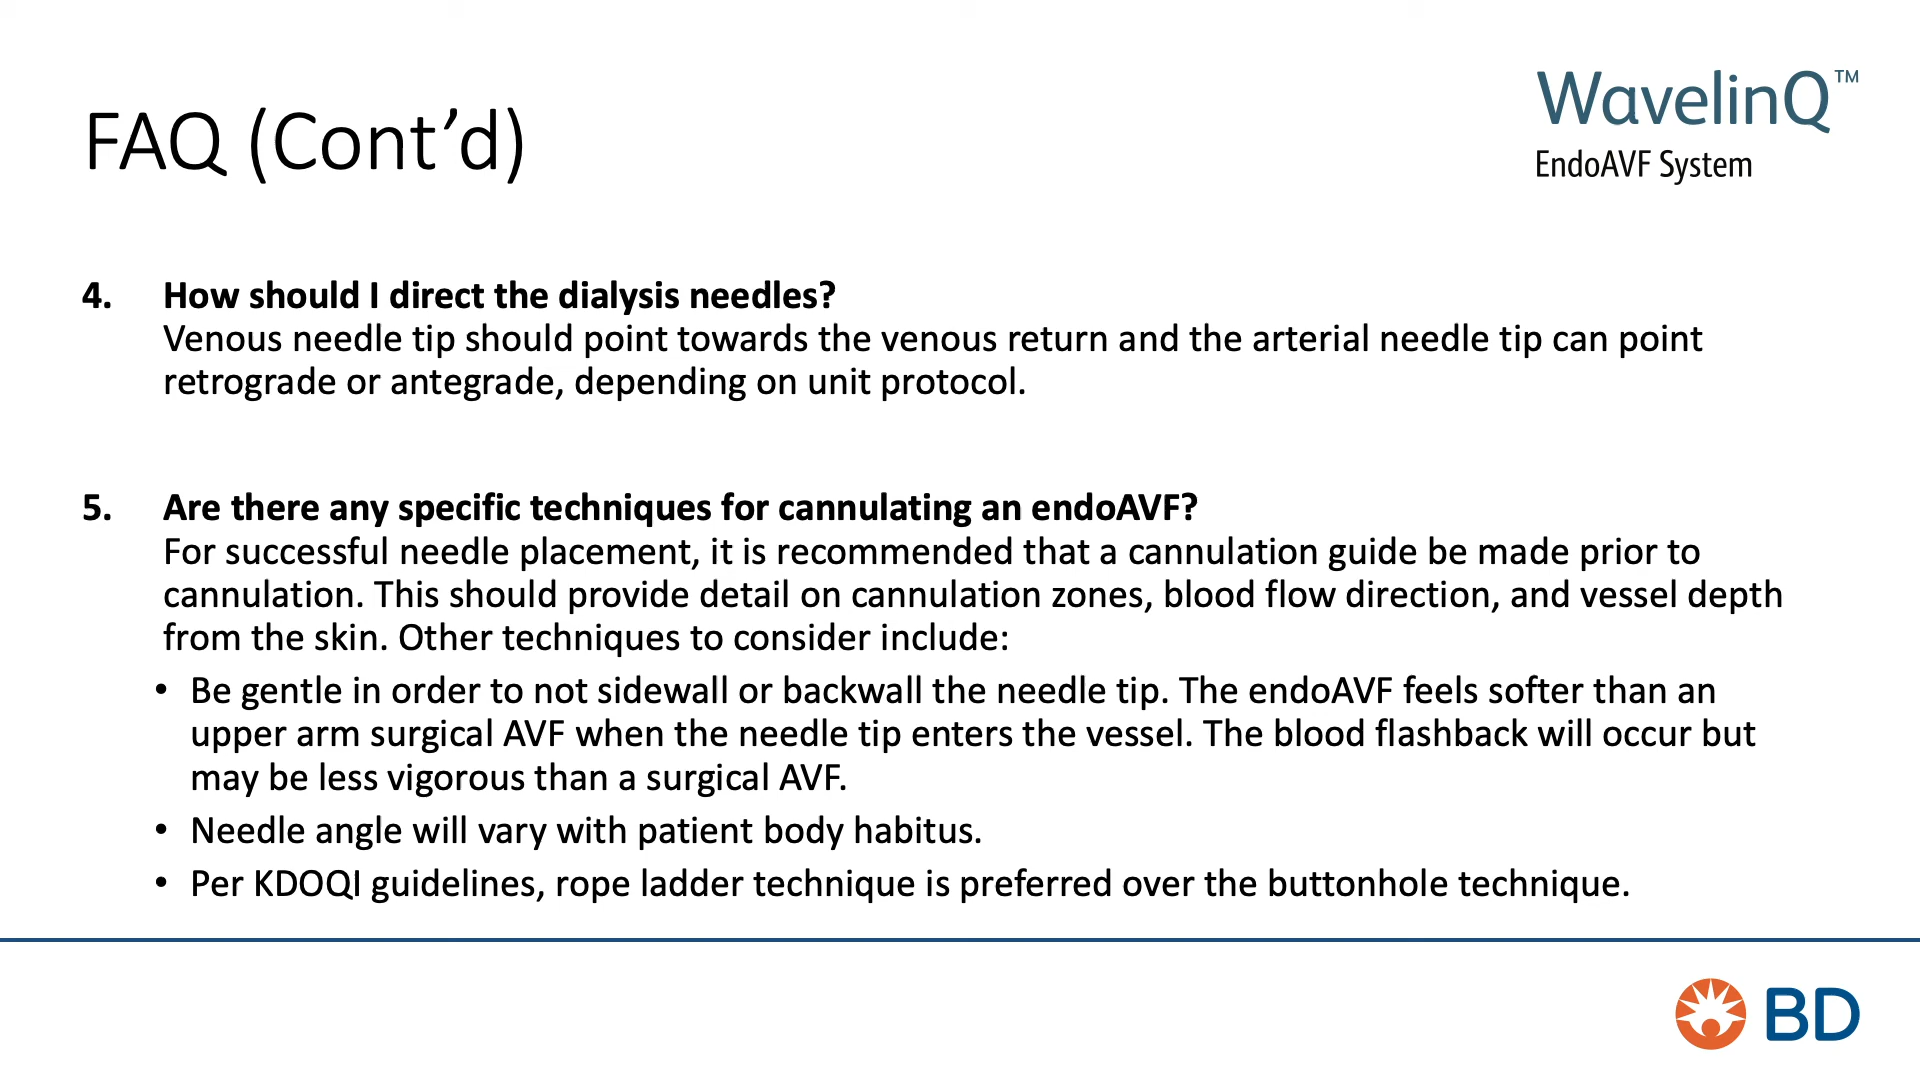 WavelinQ™
EndoAVF System
FAQ (Cont’d)
4. How should I direct the dialysis needles?
Venous needle tip should point towards the venous return and the arterial needle tip can point
retrograde or antegrade, depending on unit protocol.
5. Are there any specific techniques for cannulating an endoAVF?
For successful needle placement, it is recommended that a cannulation guide be made prior to
cannulation. This should provide detail on cannulation zones, blood flow direction, and vessel depth
from the skin. Other techniques to consider include:
• Be gentle in order to not sidewall or backwall the needle tip. The endoAVF feels softer than an
upper arm surgical AVF when the needle tip enters the vessel. The blood flashback will occur but
may be less vigorous than a surgical AVF.
• Needle angle will vary with patient body habitus.
• Per KDOQI guidelines, rope ladder technique is preferred over the buttonhole technique.
BD